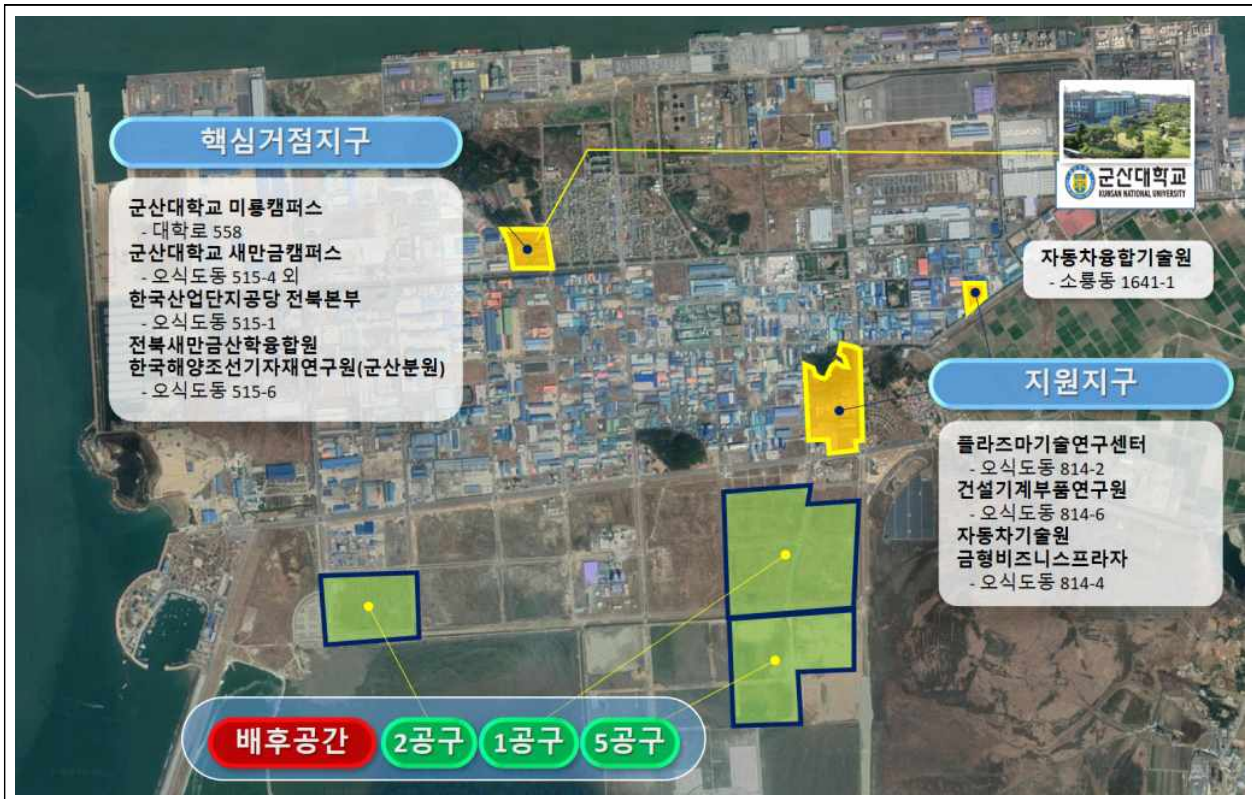 핵심거점지구
군산대학교 미룡캠퍼스
- 대학로 558
군산대학교 새만금캠퍼스
- 오식도동 515-4 외
한국산업단지공당 전북본부
- 오식도동 515-1
전북새만금산학융합원
한국해양조선기자재연구원(군산분원)
- 오식도동 515-6
군산대학교
KUNSAN NATIONAL UNIVERSITY
자동차융합기술원
- 소룡동 1641-1
지원지구
플라즈마기술연구센터
- 오식도동 814-2
건설기계부품연구원
- 오식도동 814-6
자동차기술원
금형비즈니스프라자
- 오식도동 814-4
배후공간 2공구 1공구 5공구